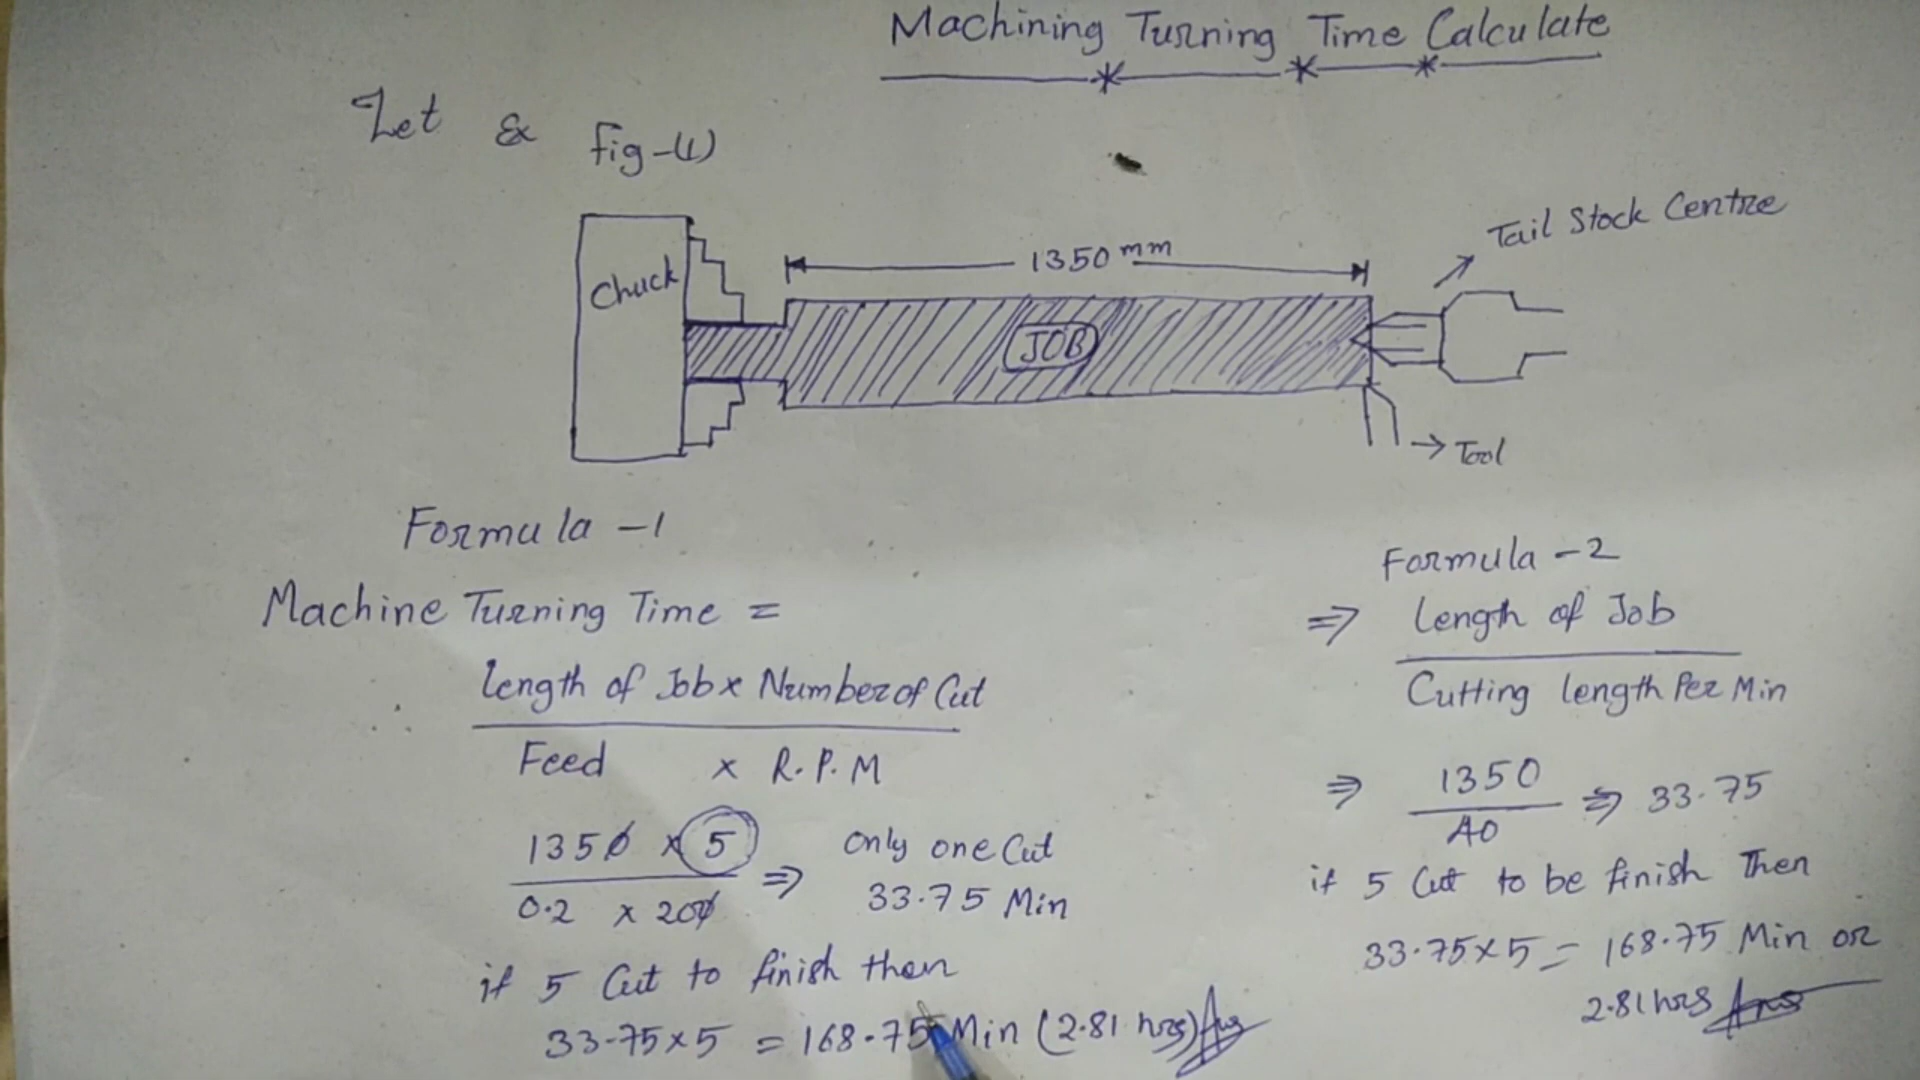 Machining Turning Time Calculate
Let & fig-(1)
Tail Stock Centre
1350 mm
Chuck
JOB
Tool
Formula -1
Machine Turning Time =
Length of Job x Number of Cut
Feed x R.P.M
1350 x 5
0.2 x 200
⇒ Only one Cut
33.75 Min
if 5 Cut to finish then
33.75x5 = 168.75 Min (2.81 hrs) Ans
Formula -2
⇒ Length of Job
Cutting length Per Min
⇒ 1350
40
⇒ 33.75
if 5 Cut to be finish Then
33.75x5 = 168.75 Min or
2.81 hrs Ans